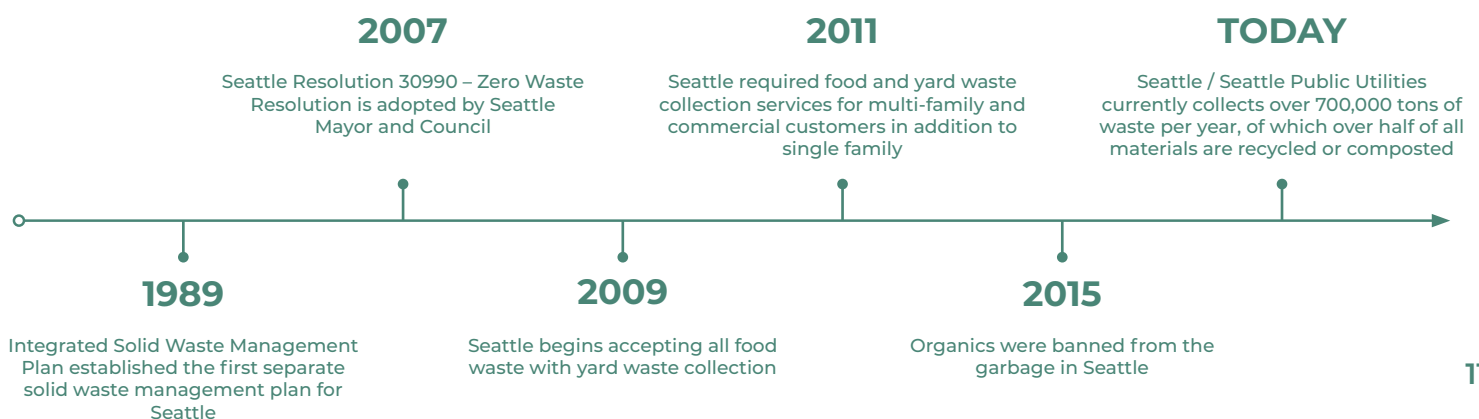 2007
Seattle Resolution 30990 – Zero Waste
Resolution is adopted by Seattle
Mayor and Council
2011
Seattle required food and yard waste
collection services for multi-family and
commercial customers in addition to
single family
TODAY
Seattle / Seattle Public Utilities
currently collects over 700,000 tons of
waste per year, of which over half of all
materials are recycled or composted
1989
Integrated Solid Waste Management
Plan established the first separate
solid waste management plan for
Seattle
2009
Seattle begins accepting all food
waste with yard waste collection
2015
Organics were banned from the
garbage in Seattle